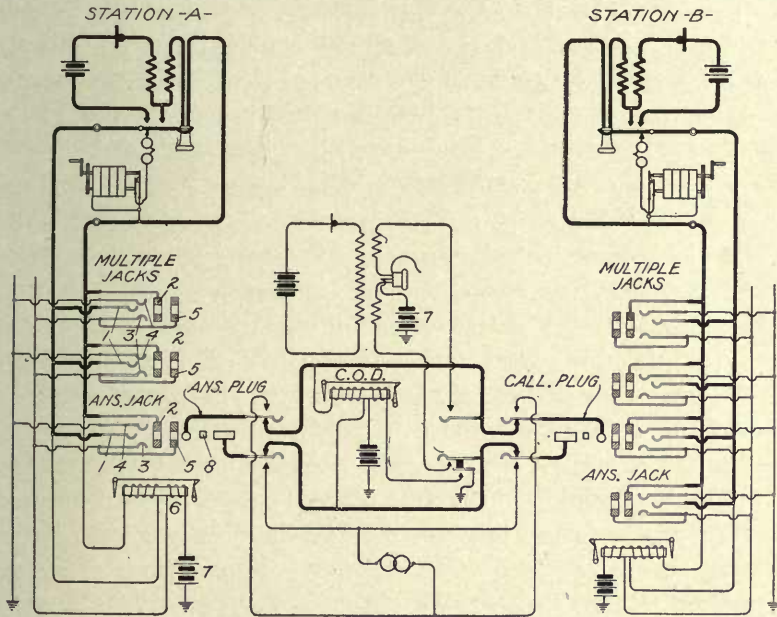 STATION -A-
STATION -B-
MULTIPLE
JACKS
2
5
1 3 4
2
5
7
MULTIPLE
JACKS
C.O.D.
ANS. PLUG
CALL. PLUG
ANS. JACK
2
1 4 3 5 8
ANS. JACK
6
7